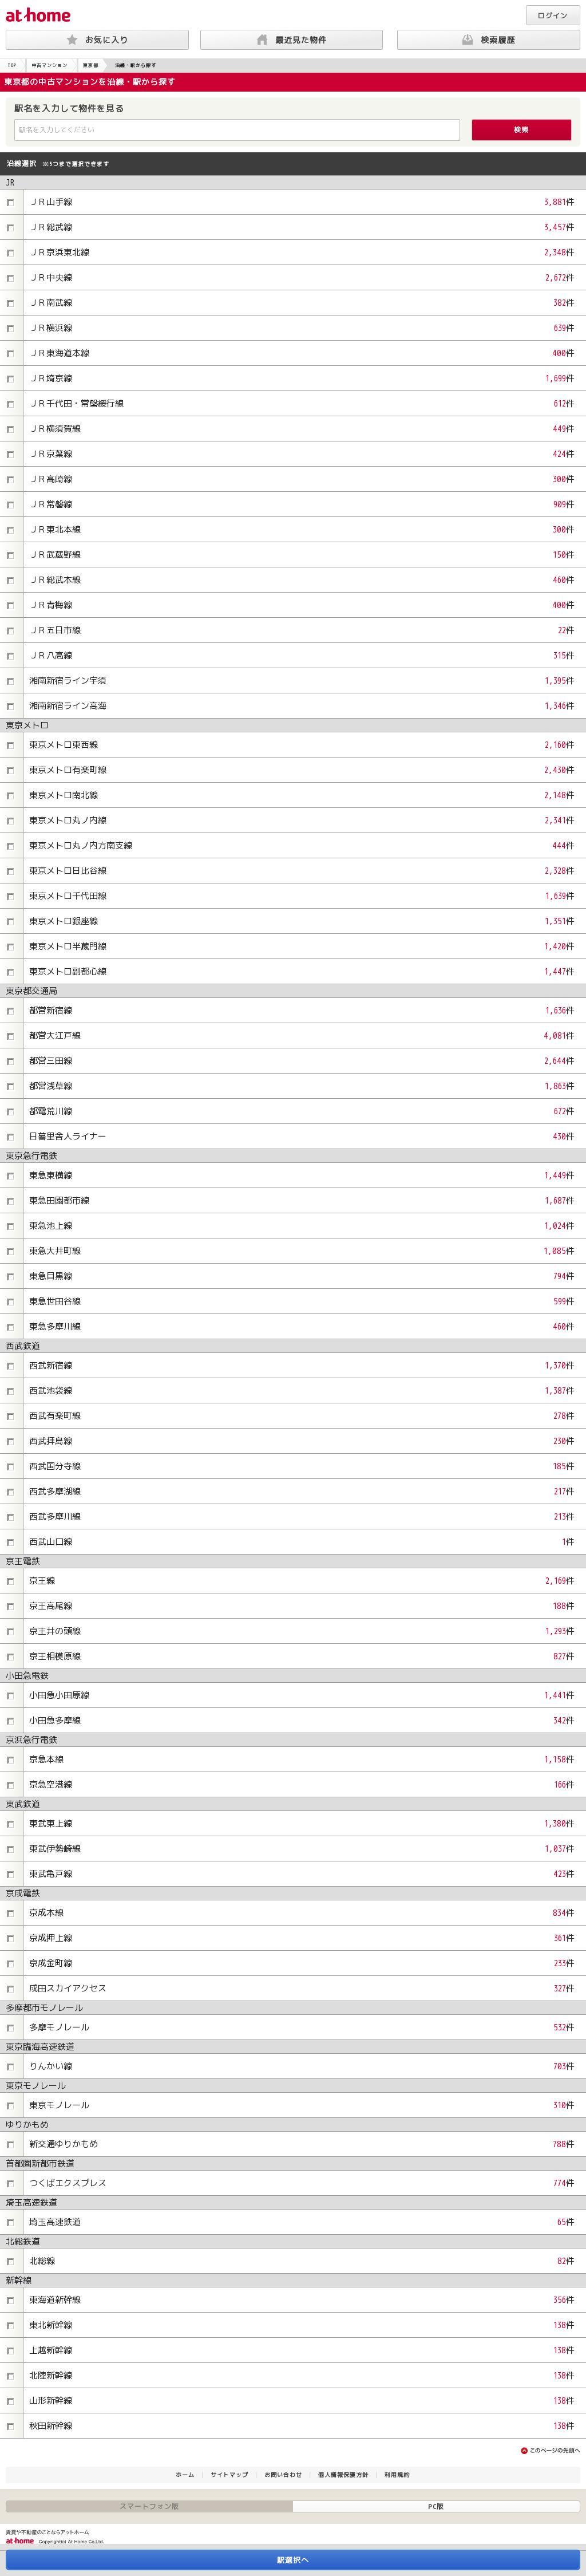 at home
ログイン
お気に入り
最近見た物件
検索履歴
TOP
中古マンション
東京都
沿線・駅から探す
東京都の中古マンションを沿線・駅から探す
駅名を入力して物件を見る
駅名を入力してください
検索
沿線選択 ※5つまで選択できます
JR
ＪＲ山手線 3,881件
ＪＲ総武線 3,457件
ＪＲ京浜東北線 2,348件
ＪＲ中央線 2,672件
ＪＲ南武線 382件
ＪＲ横浜線 639件
ＪＲ東海道本線 400件
ＪＲ埼京線 1,699件
ＪＲ千代田・常磐緩行線 612件
ＪＲ横須賀線 449件
ＪＲ京葉線 424件
ＪＲ高崎線 300件
ＪＲ常磐線 909件
ＪＲ東北本線 300件
ＪＲ武蔵野線 150件
ＪＲ総武本線 460件
ＪＲ青梅線 400件
ＪＲ五日市線 22件
ＪＲ八高線 315件
湘南新宿ライン宇須 1,395件
湘南新宿ライン高海 1,346件
東京メトロ
東京メトロ東西線 2,160件
東京メトロ有楽町線 2,430件
東京メトロ南北線 2,148件
東京メトロ丸ノ内線 2,341件
東京メトロ丸ノ内方南支線 444件
東京メトロ日比谷線 2,328件
東京メトロ千代田線 1,639件
東京メトロ銀座線 1,351件
東京メトロ半蔵門線 1,420件
東京メトロ副都心線 1,447件
東京都交通局
都営新宿線 1,636件
都営大江戸線 4,081件
都営三田線 2,644件
都営浅草線 1,863件
都電荒川線 672件
日暮里舎人ライナー 430件
東京急行電鉄
東急東横線 1,449件
東急田園都市線 1,687件
東急池上線 1,024件
東急大井町線 1,085件
東急目黒線 794件
東急世田谷線 599件
東急多摩川線 460件
西武鉄道
西武新宿線 1,370件
西武池袋線 1,387件
西武有楽町線 278件
西武拝島線 230件
西武国分寺線 185件
西武多摩湖線 217件
西武多摩川線 213件
西武山口線 1件
京王電鉄
京王線 2,169件
京王高尾線 188件
京王井の頭線 1,293件
京王相模原線 827件
小田急電鉄
小田急小田原線 1,441件
小田急多摩線 342件
京浜急行電鉄
京急本線 1,158件
京急空港線 166件
東武鉄道
東武東上線 1,380件
東武伊勢崎線 1,037件
東武亀戸線 423件
京成電鉄
京成本線 834件
京成押上線 361件
京成金町線 233件
成田スカイアクセス 327件
多摩都市モノレール
多摩モノレール 532件
東京臨海高速鉄道
りんかい線 703件
東京モノレール
東京モノレール 310件
ゆりかもめ
新交通ゆりかもめ 788件
首都圏新都市鉄道
つくばエクスプレス 774件
埼玉高速鉄道
埼玉高速鉄道 65件
北総鉄道
北総線 82件
新幹線
東海道新幹線 356件
東北新幹線 138件
上越新幹線 138件
北陸新幹線 138件
山形新幹線 138件
秋田新幹線 138件
このページの先頭へ
ホーム | サイトマップ | お問い合わせ | 個人情報保護方針 | 利用規約
スマートフォン版
PC版
賃貸や不動産のことならアットホーム
at home Copyright(c) At Home Co.,Ltd.
駅選択へ